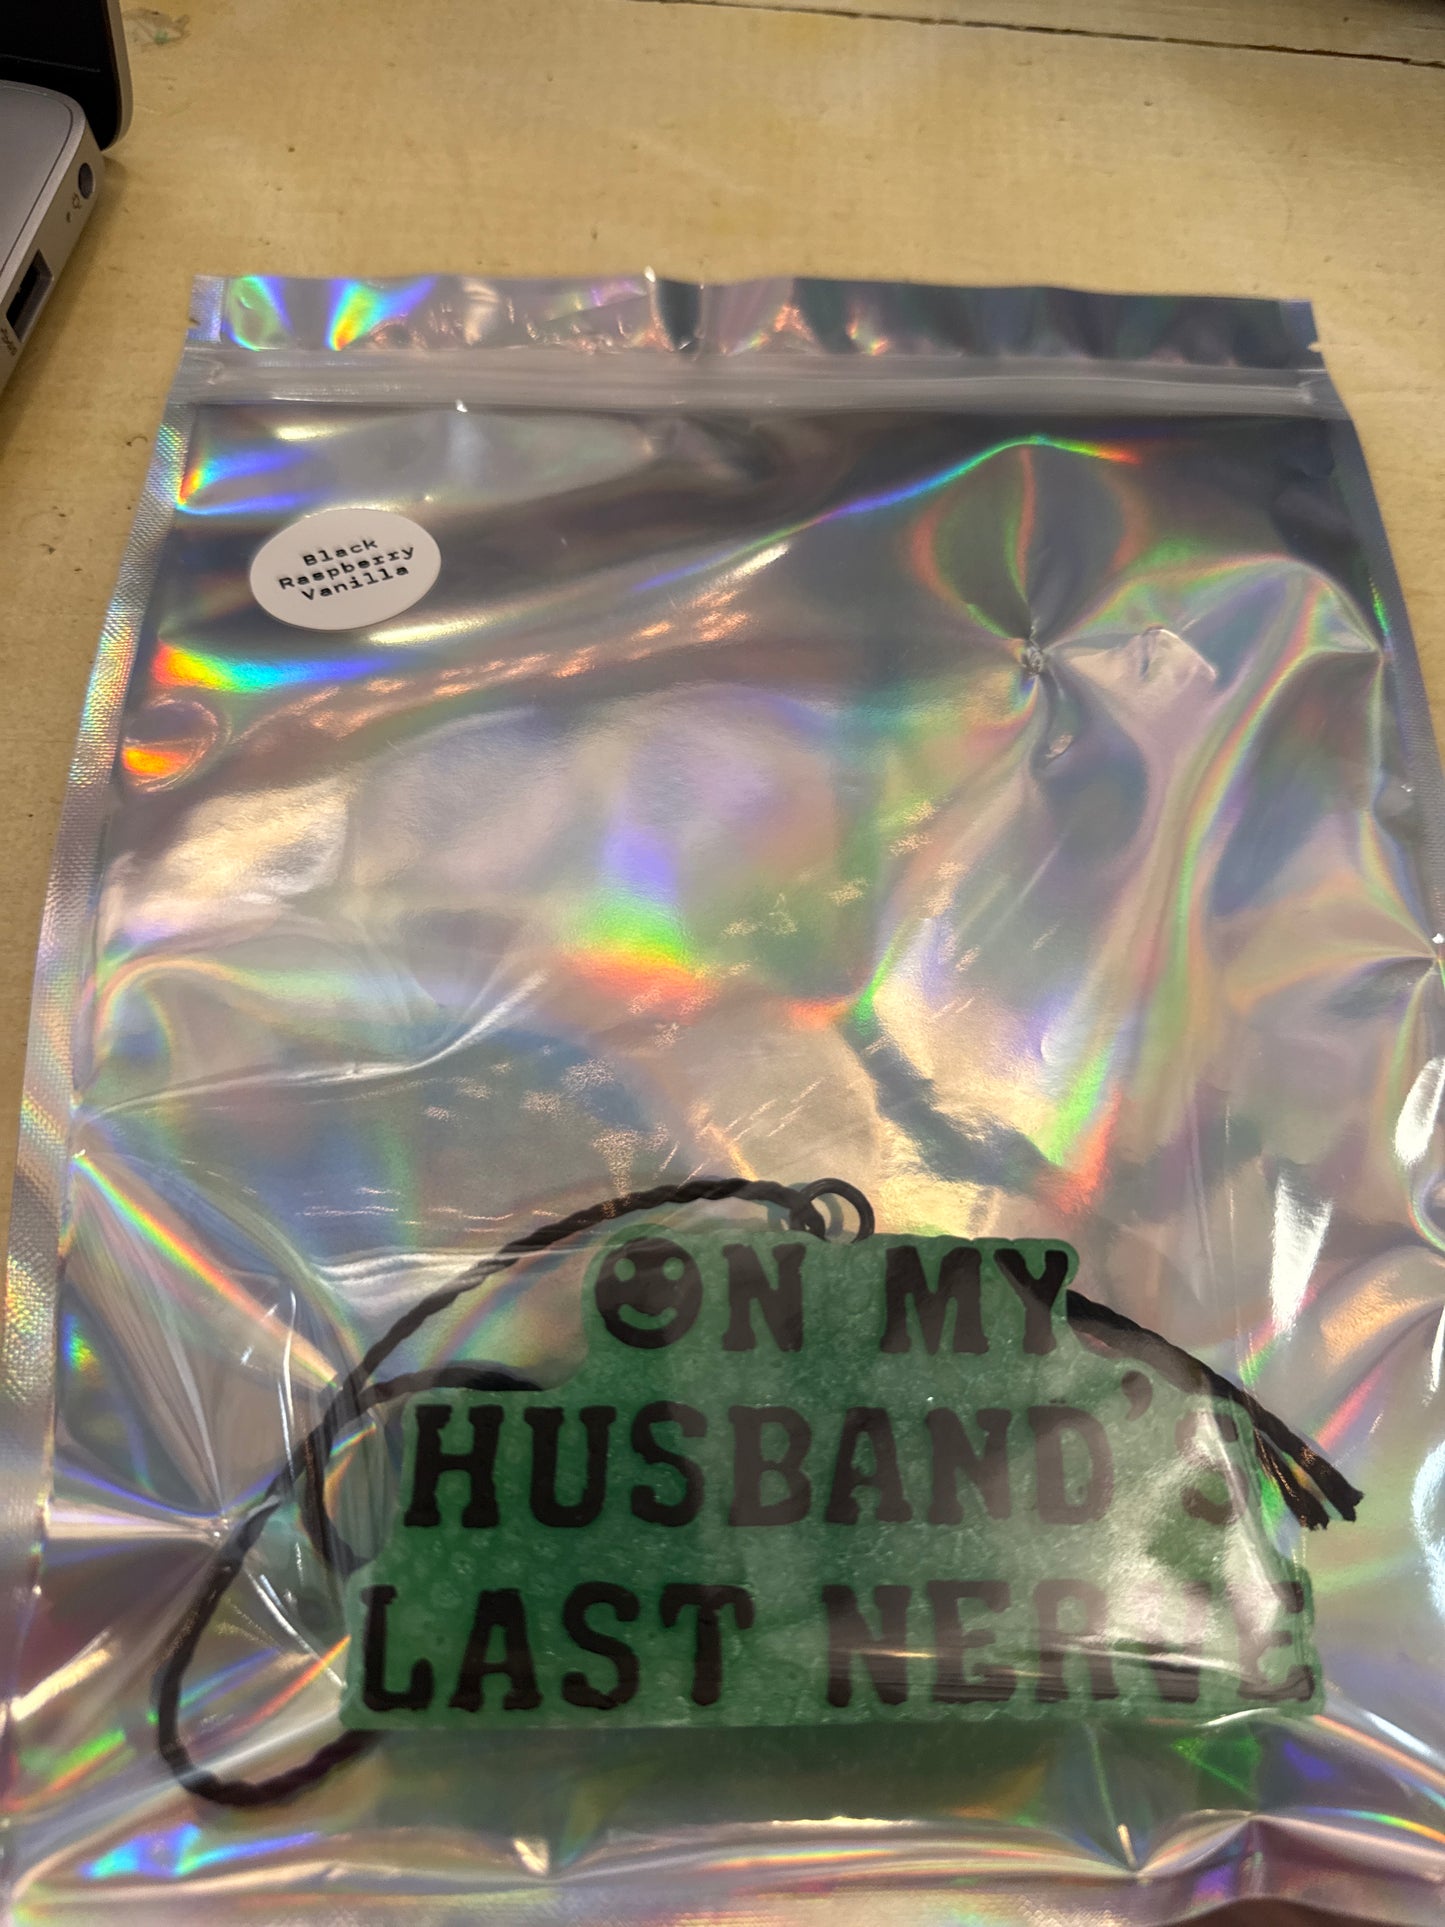 Black
Raspberry
Vanilla
ON MY
HUSBAND'S
LAST NERVE